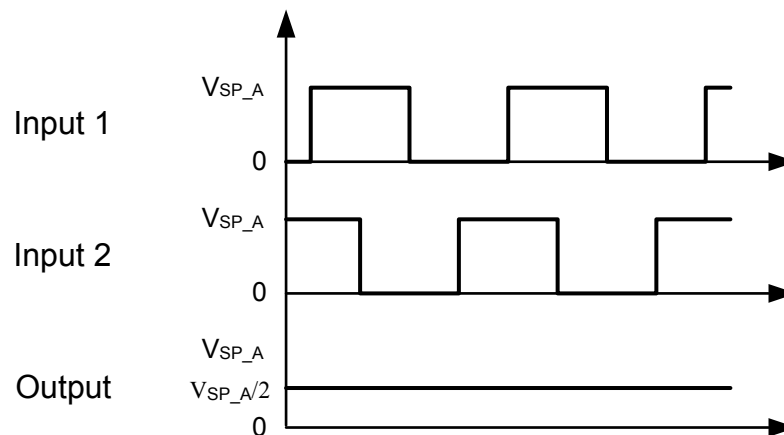 VSP_A
Input 1
0
VSP_A
Input 2
0
VSP_A
Output
VSP_A/2
0